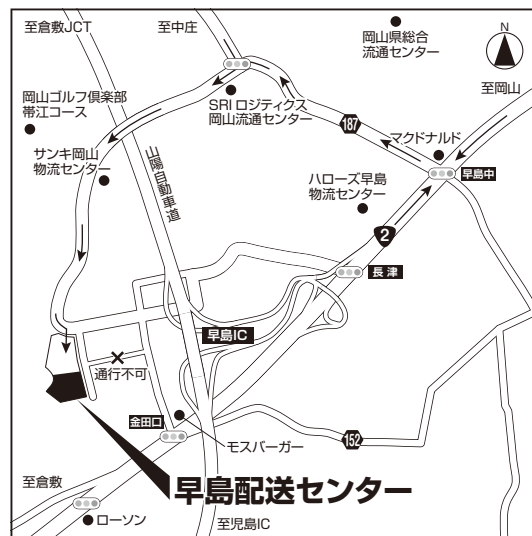 至倉敷JCT
至中庄
岡山県総合
流通センター
N
至岡山
岡山ゴルフ倶楽部
帯江コース
SRI ロジティクス
岡山流通センター
187
マクドナルド
サンキ岡山
物流センター
山陽自動車道
早島中
ハローズ早島
物流センター
2
長津
早島IC
通行不可
金田口
モスバーガー
152
至倉敷
早島配送センター
ローソン
至児島IC